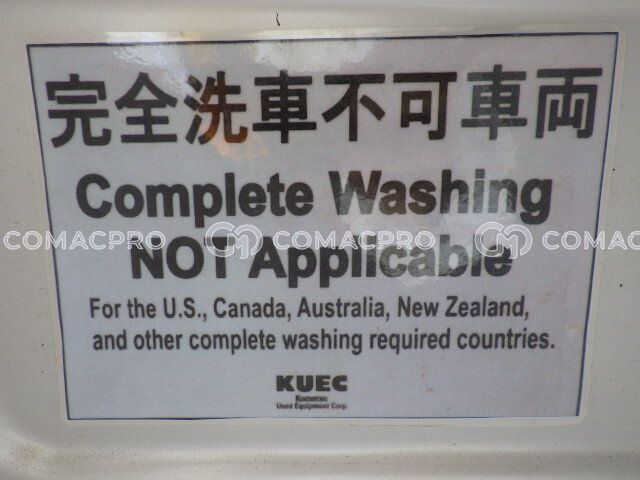 完全洗車不可車両
Complete Washing
NOT Applicable
COMACPRO COMACPRO COMACPRO
For the U.S., Canada, Australia, New Zealand,
and other complete washing required countries.
KUEC
Komatsu
Used Equipment Corp.